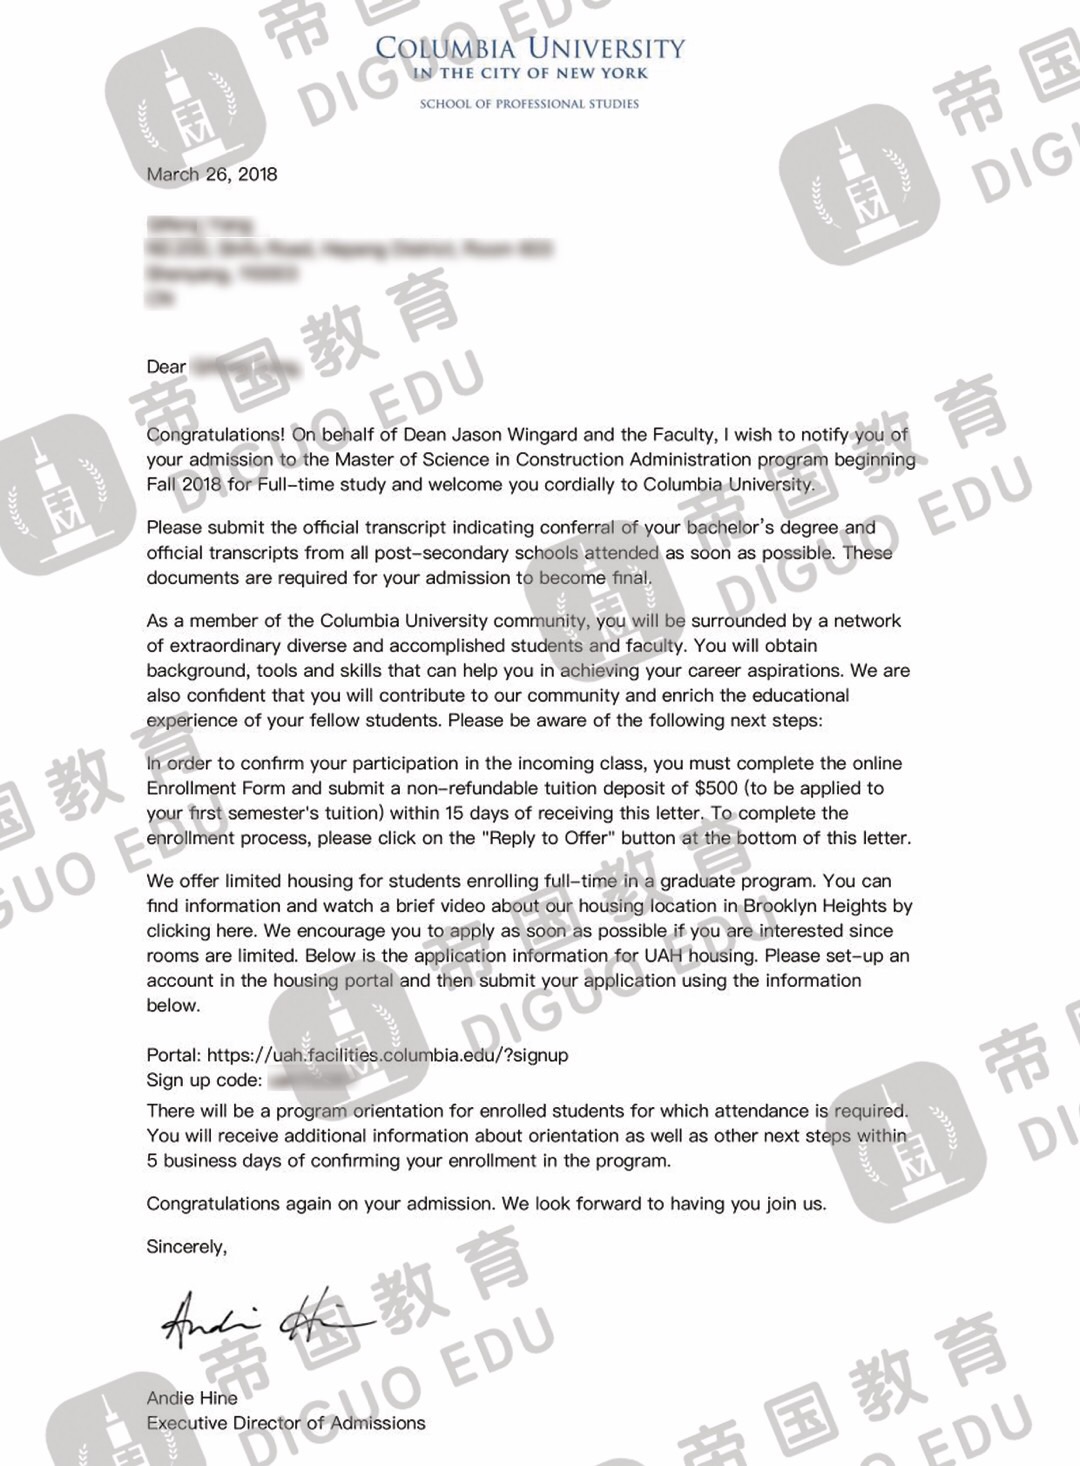 COLUMBIA UNIVERSITY
IN THE CITY OF NEW YORK
SCHOOL OF PROFESSIONAL STUDIES
March 26, 2018
Dear
Congratulations! On behalf of Dean Jason Wingard and the Faculty, I wish to notify you of
your admission to the Master of Science in Construction Administration program beginning
Fall 2018 for Full-time study and welcome you cordially to Columbia University.
Please submit the official transcript indicating conferral of your bachelor's degree and
official transcripts from all post-secondary schools attended as soon as possible. These
documents are required for your admission to become final.
As a member of the Columbia University community, you will be surrounded by a network
of extraordinary diverse and accomplished students and faculty. You will obtain
background, tools and skills that can help you in achieving your career aspirations. We are
also confident that you will contribute to our community and enrich the educational
experience of your fellow students. Please be aware of the following next steps:
In order to confirm your participation in the incoming class, you must complete the online
Enrollment Form and submit a non-refundable tuition deposit of $500 (to be applied to
your first semester's tuition) within 15 days of receiving this letter. To complete the
enrollment process, please click on the "Reply to Offer" button at the bottom of this letter.
We offer limited housing for students enrolling full-time in a graduate program. You can
find information and watch a brief video about our housing location in Brooklyn Heights by
clicking here. We encourage you to apply as soon as possible if you are interested since
rooms are limited. Below is the application information for UAH housing. Please set-up an
account in the housing portal and then submit your application using the information
below.
Portal: https://uah.facilities.columbia.edu/?signup
Sign up code:
There will be a program orientation for enrolled students for which attendance is required.
You will receive additional information about orientation as well as other next steps within
5 business days of confirming your enrollment in the program.
Congratulations again on your admission. We look forward to having you join us.
Sincerely,
Andi Hi
Andie Hine
Executive Director of Admissions
帝国教育
DIGUO EDU
帝国教育
DIGUO EDU
帝国教育
DIGUO EDU
帝国教育
DIGUO EDU
帝国教育
DIGUO EDU